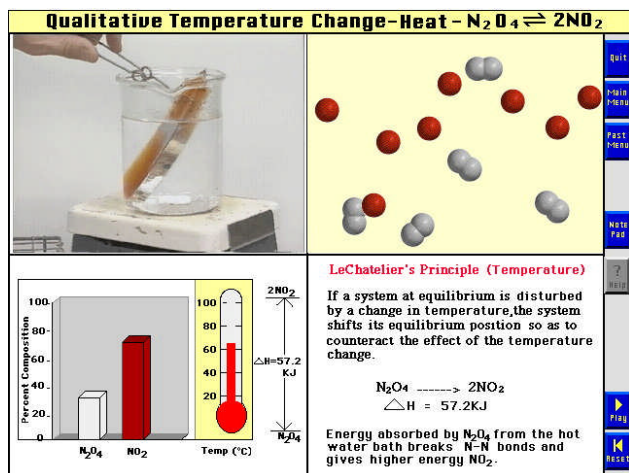 Qualitative Temperature Change-Heat-N₂O₄⇌ 2NO₂
Quit
Main
Menu
Past
Menu
Note
Pad
?
Help
Play
Reset
Percent Composition
100
80
60
40
20
0
N₂O₄
NO₂
100
80
60
40
20
Temp (°C)
2NO₂
△H=57.2
KJ
N₂O₄
LeChatelier's Principle (Temperature)
If a system at equilibrium is disturbed
by a change in temperature,the system
shifts its equilibrium position so as to
counteract the effect of the temperature
change.
N₂O₄ ------> 2NO₂
△H = 57.2KJ
Energy absorbed by N₂O₄ from the hot
water bath breaks N-N bonds and
gives higher energy NO₂.